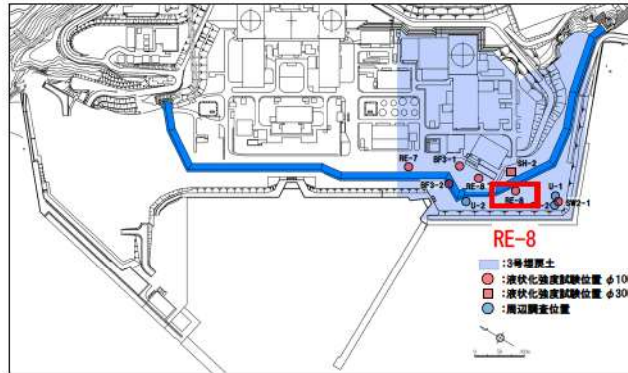 RE-7
BF3-1
SH-2
RE-8
BF3-2
RE-8
U-1
U-2
SW2-1
RE-8
:3号埋戻土
:液状化強度試験位置 φ100
:液状化強度試験位置 φ300
:周辺調査位置